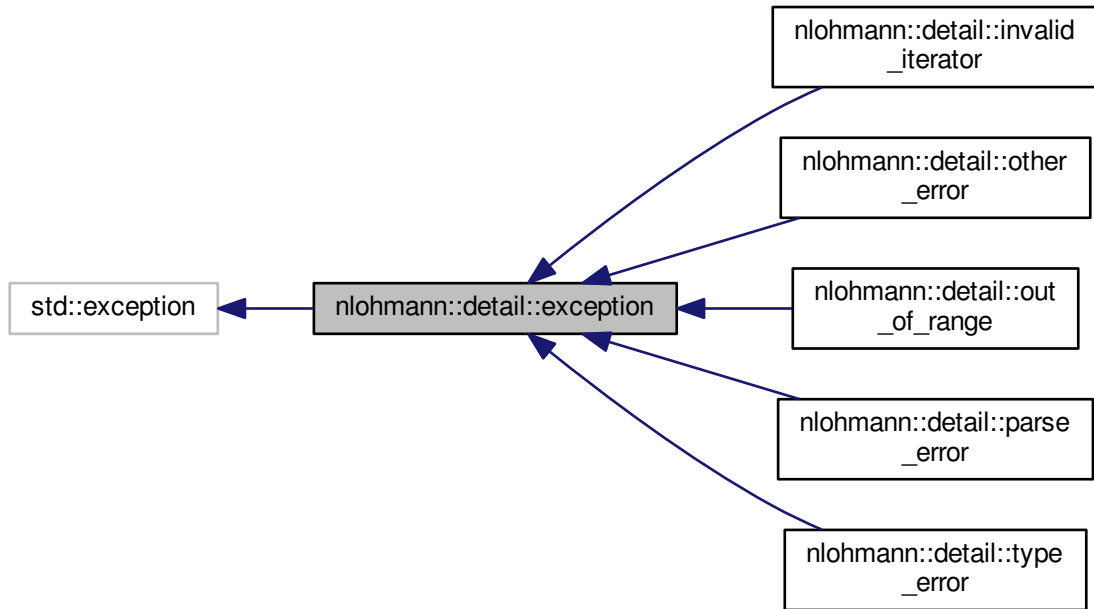 std::exception
nlohmann::detail::exception
nlohmann::detail::invalid
_iterator
nlohmann::detail::other
_error
nlohmann::detail::out
_of_range
nlohmann::detail::parse
_error
nlohmann::detail::type
_error